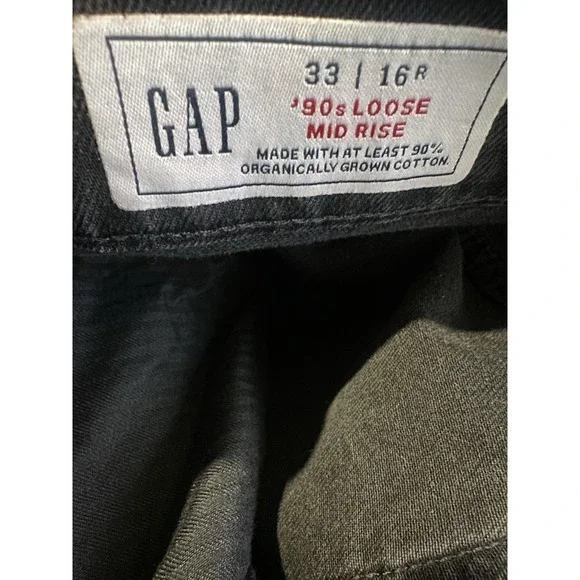 GAP
33 | 16R
'90s LOOSE
MID RISE
MADE WITH AT LEAST 90%
ORGANICALLY GROWN COTTON